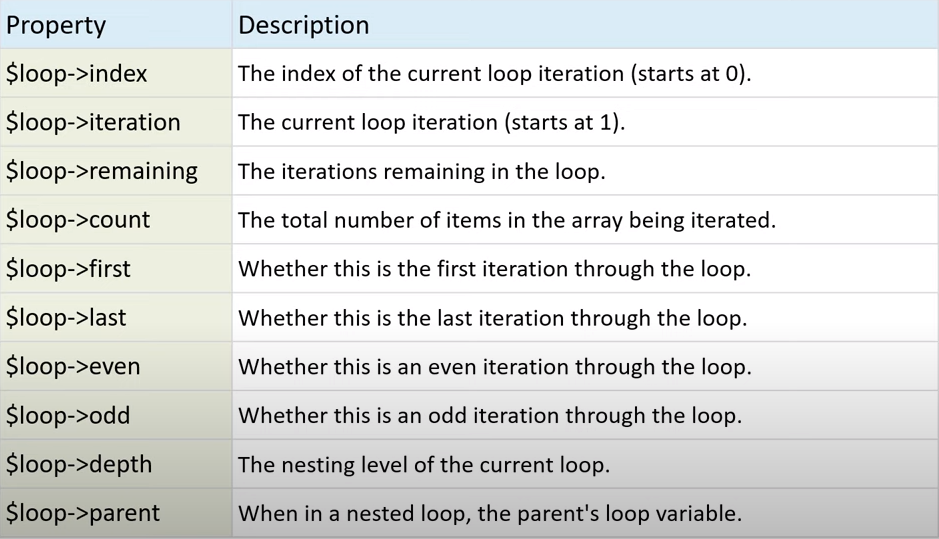 Property Description
$loop->index The index of the current loop iteration (starts at 0).
$loop->iteration The current loop iteration (starts at 1).
$loop->remaining The iterations remaining in the loop.
$loop->count The total number of items in the array being iterated.
$loop->first Whether this is the first iteration through the loop.
$loop->last Whether this is the last iteration through the loop.
$loop->even Whether this is an even iteration through the loop.
$loop->odd Whether this is an odd iteration through the loop.
$loop->depth The nesting level of the current loop.
$loop->parent When in a nested loop, the parent's loop variable.